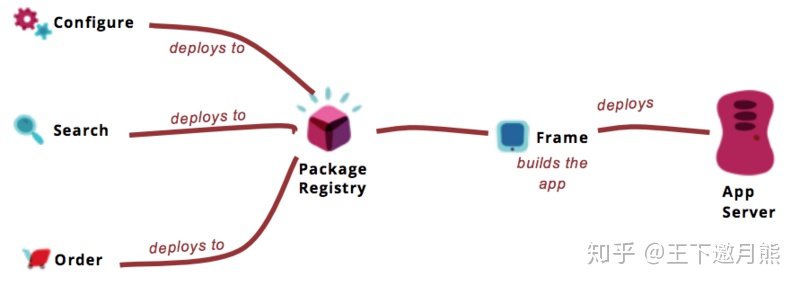 Configure
deploys to
Search
deploys to
Order
deploys to
Package
Registry
Frame
builds the
app
deploys
App
Server
知乎 @王下邀月熊